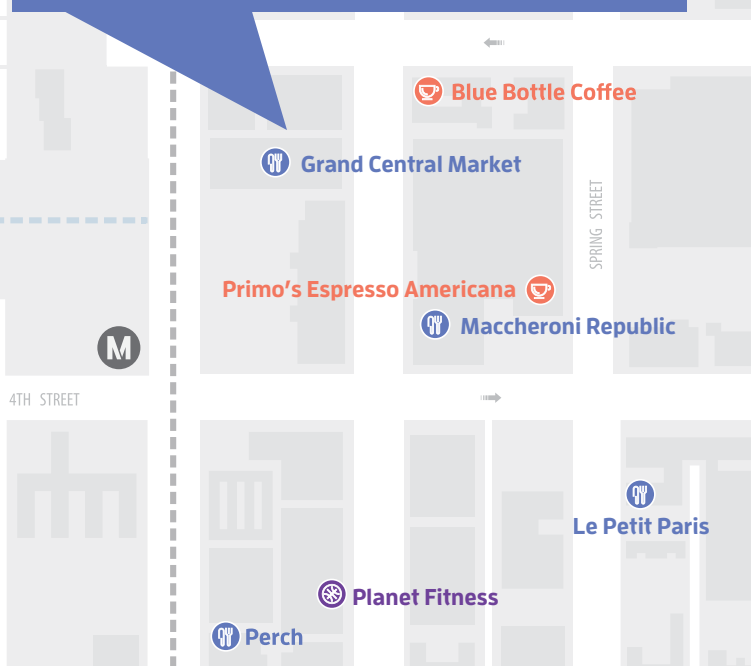 Blue Bottle Coffee
Grand Central Market
SPRING STREET
Primo's Espresso Americana
Maccheroni Republic
M
4TH STREET
Le Petit Paris
Planet Fitness
Perch